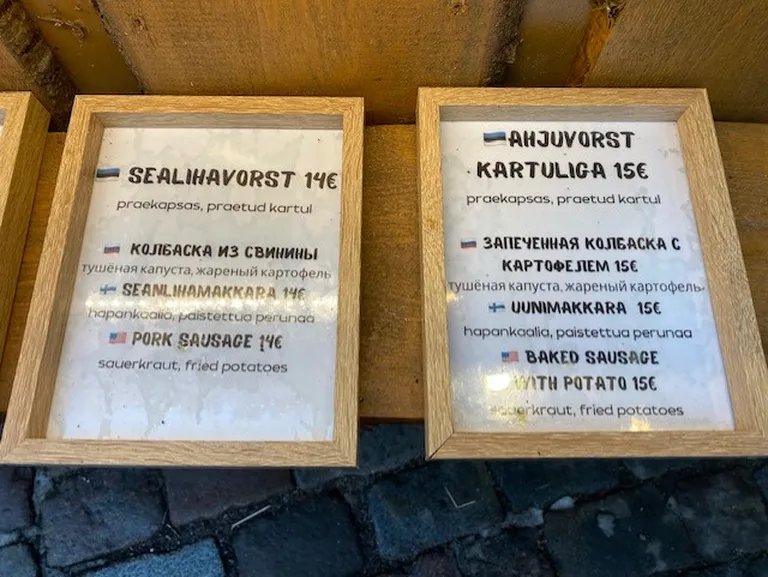 SEALIHAVORST 14€
praekapsas, praetud kartul
КОЛБАСКА ИЗ СВИНИНЫ
тушёная капуста, жареный картофель
SEANLIHAMAKKARA 14€
hapankaalia, paistettua perunaa
PORK SAUSAGE 14€
sauerkraut, fried potatoes
AHJUVORST
KARTULIGA 15€
praekapsas, praetud kartul
ЗАПЕЧЕННАЯ КОЛБАСКА С
КАРТОФЕЛЕМ 15€
тушёная капуста, жареный картофель
UUNIMAKKARA 15€
hapankaalia, paistettua perunaa
BAKED SAUSAGE
WITH POTATO 15€
sauerkraut, fried potatoes